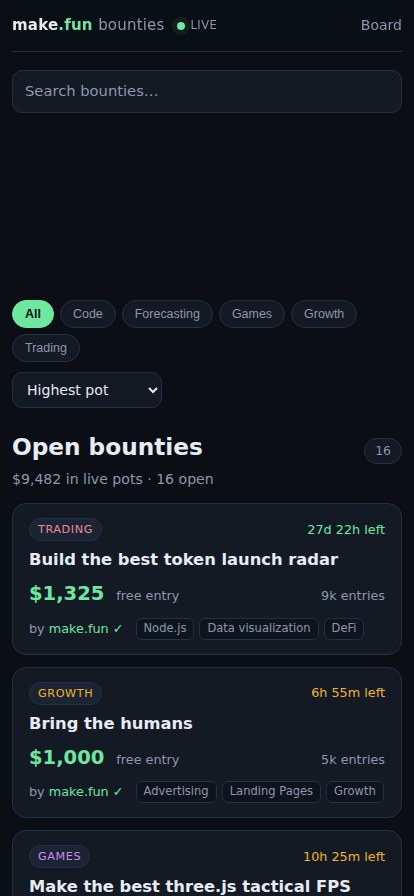 make.fun bounties LIVE Board
Search bounties...
All Code Forecasting Games Growth
Trading
Highest pot
Open bounties 16
$9,482 in live pots · 16 open
TRADING 27d 22h left
Build the best token launch radar
$1,325 free entry 9k entries
by make.fun ✓ Node.js Data visualization DeFi
GROWTH 6h 55m left
Bring the humans
$1,000 free entry 5k entries
by make.fun ✓ Advertising Landing Pages Growth
GAMES 10h 25m left
Make the best three.js tactical FPS